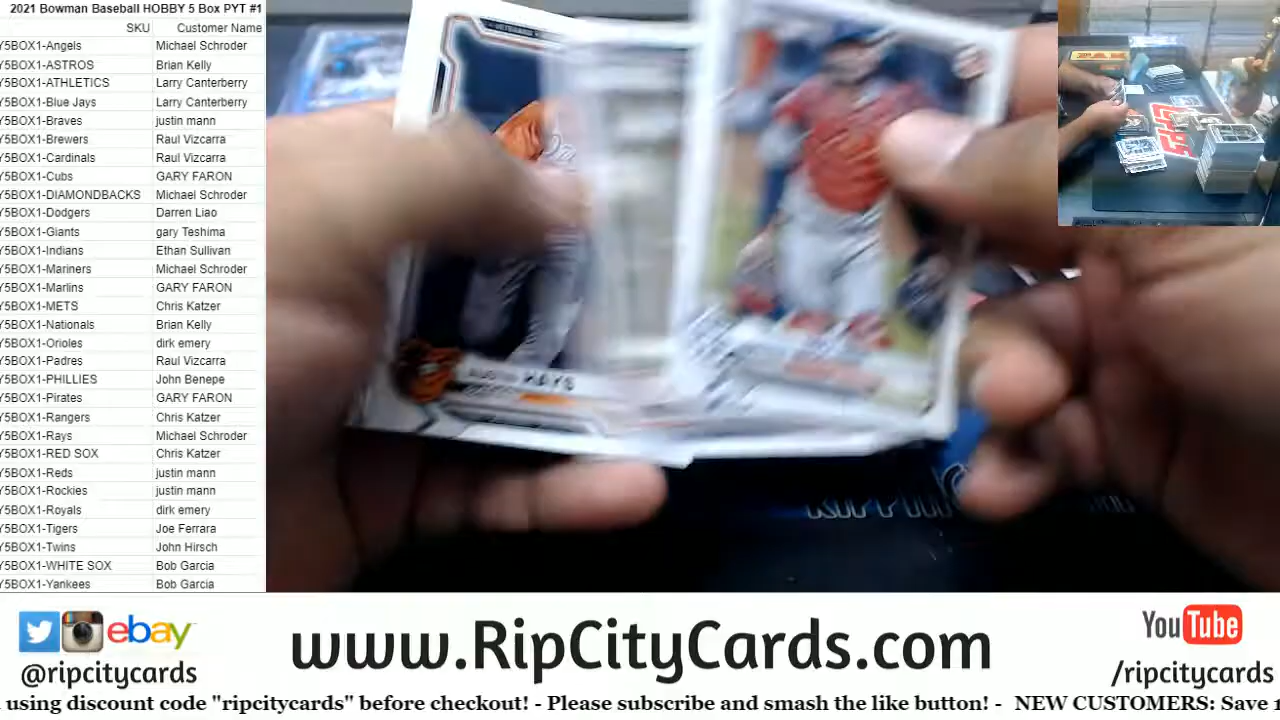 2021 Bowman Baseball HOBBY 5 Box PYT #1
SKU Customer Name
Y5BOX1-Angels Michael Schroder
Y5BOX1-ASTROS Brian Kelly
Y5BOX1-ATHLETICS Larry Canterberry
Y5BOX1-Blue Jays Larry Canterberry
Y5BOX1-Braves justin mann
Y5BOX1-Brewers Raul Vizcarra
Y5BOX1-Cardinals Raul Vizcarra
Y5BOX1-Cubs GARY FARON
Y5BOX1-DIAMONDBACKS Michael Schroder
Y5BOX1-Dodgers Darren Liao
Y5BOX1-Giants gary Teshima
Y5BOX1-Indians Ethan Sullivan
Y5BOX1-Mariners Michael Schroder
Y5BOX1-Marlins GARY FARON
Y5BOX1-METS Chris Katzer
Y5BOX1-Nationals Brian Kelly
Y5BOX1-Orioles dirk emery
Y5BOX1-Padres Raul Vizcarra
Y5BOX1-PHILLIES John Benepe
Y5BOX1-Pirates GARY FARON
Y5BOX1-Rangers Chris Katzer
Y5BOX1-Rays Michael Schroder
Y5BOX1-RED SOX Chris Katzer
Y5BOX1-Reds justin mann
Y5BOX1-Rockies justin mann
Y5BOX1-Royals dirk emery
Y5BOX1-Tigers Joe Ferrara
Y5BOX1-Twins John Hirsch
Y5BOX1-WHITE SOX Bob Garcia
Y5BOX1-Yankees Bob Garcia
HAYS
ebay
@ripcitycards
www.RipCityCards.com
YouTube
/ripcitycards
using discount code "ripcitycards" before checkout! - Please subscribe and smash the like button! - NEW CUSTOMERS: Save